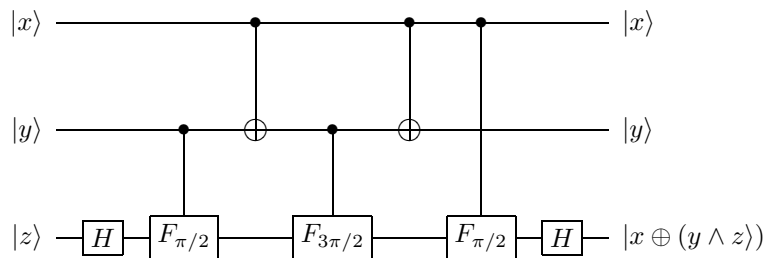 |x⟩ |x⟩
|y⟩ |y⟩
|z⟩ H F_{π/2} F_{3π/2} F_{π/2} H |x ⊕ (y ∧ z⟩)